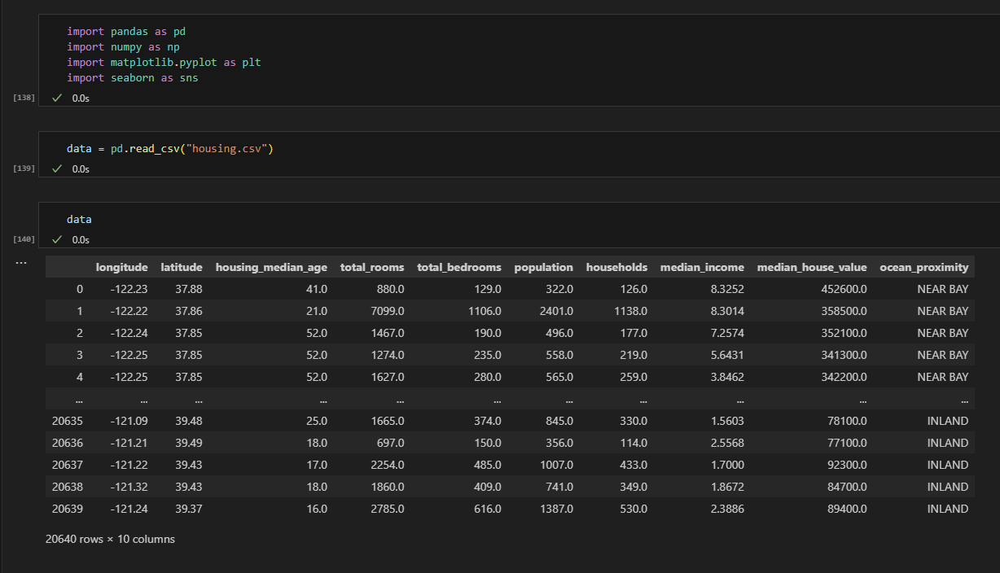 import pandas as pd
import numpy as np
import matplotlib.pyplot as plt
import seaborn as sns
[138] 0.0s
data = pd.read_csv("housing.csv")
[139] 0.0s
data
[140] 0.0s
...
longitude latitude housing_median_age total_rooms total_bedrooms population households median_income median_house_value ocean_proximity
0 -122.23 37.88 41.0 880.0 129.0 322.0 126.0 8.3252 452600.0 NEAR BAY
1 -122.22 37.86 21.0 7099.0 1106.0 2401.0 1138.0 8.3014 358500.0 NEAR BAY
2 -122.24 37.85 52.0 1467.0 190.0 496.0 177.0 7.2574 352100.0 NEAR BAY
3 -122.25 37.85 52.0 1274.0 235.0 558.0 219.0 5.6431 341300.0 NEAR BAY
4 -122.25 37.85 52.0 1627.0 280.0 565.0 259.0 3.8462 342200.0 NEAR BAY
... ... ... ... ... ... ... ... ... ... ...
20635 -121.09 39.48 25.0 1665.0 374.0 845.0 330.0 1.5603 78100.0 INLAND
20636 -121.21 39.49 18.0 697.0 150.0 356.0 114.0 2.5568 77100.0 INLAND
20637 -121.22 39.43 17.0 2254.0 485.0 1007.0 433.0 1.7000 92300.0 INLAND
20638 -121.32 39.43 18.0 1860.0 409.0 741.0 349.0 1.8672 84700.0 INLAND
20639 -121.24 39.37 16.0 2785.0 616.0 1387.0 530.0 2.3886 89400.0 INLAND
20640 rows × 10 columns